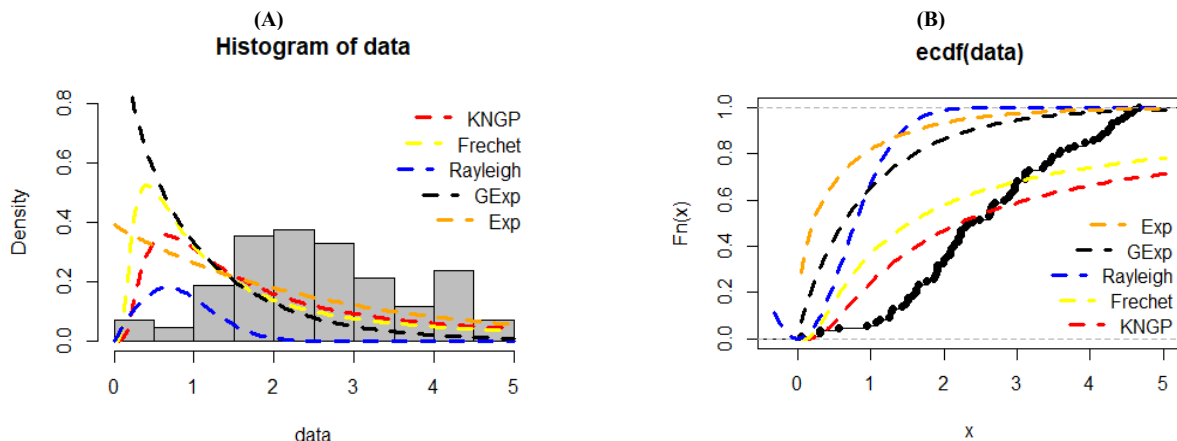 (A)
Histogram of data
Density
0.0 0.2 0.4 0.6 0.8
KNGP
Frechet
Rayleigh
GExp
Exp
0 1 2 3 4 5
data
(B)
ecdf(data)
Fn(x)
0.0 0.2 0.4 0.6 0.8 1.0
Exp
GExp
Rayleigh
Frechet
KNGP
0 1 2 3 4 5
x